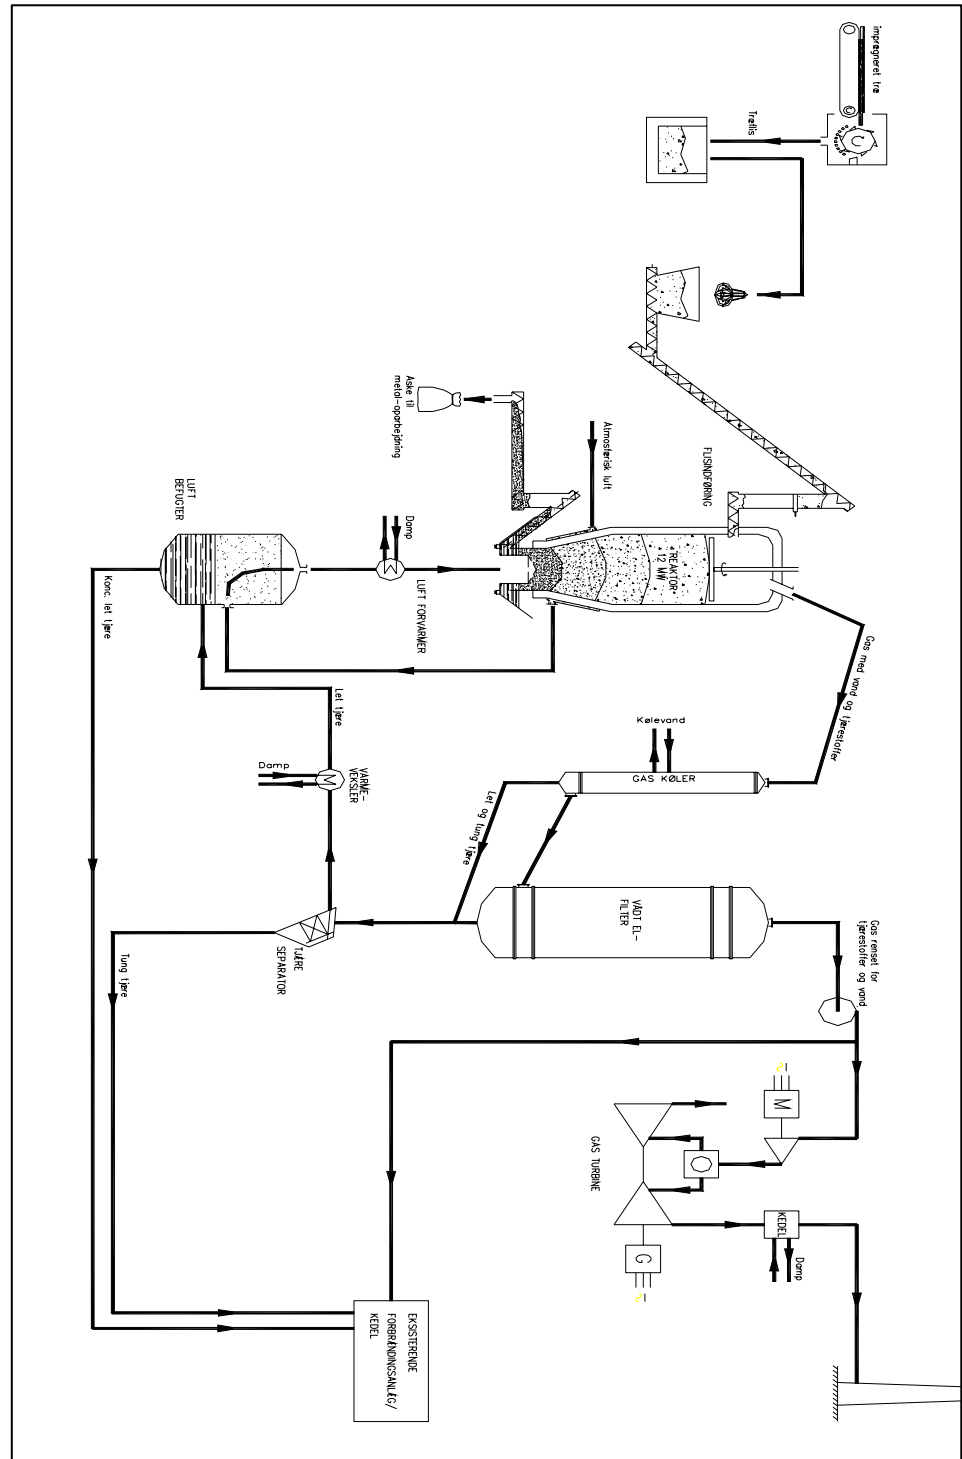 imprægneret træ
Træflis
FLISINDFØRING
Atmosfærisk luft
Aske til
metal-oparbejdning
REAKTOR
12 MW
Gas med vand og tjærestoffer
Damp
LUFT FORVARMER
LUFT
BEFUGTER
Konc. let tjære
Kølevand
GAS KØLER
Let og tung tjære
Let tjære
VARME-
VEKSLER
Damp
VÅDT EL-
FILTER
Gas renset for
tjærestoffer og vand
TJÆRE
SEPARATOR
Tung tjære
M
GAS TURBINE
G
KEDEL
Damp
EKSISTERENDE
FORBRÆNDINGSANLÆG/
KEDEL